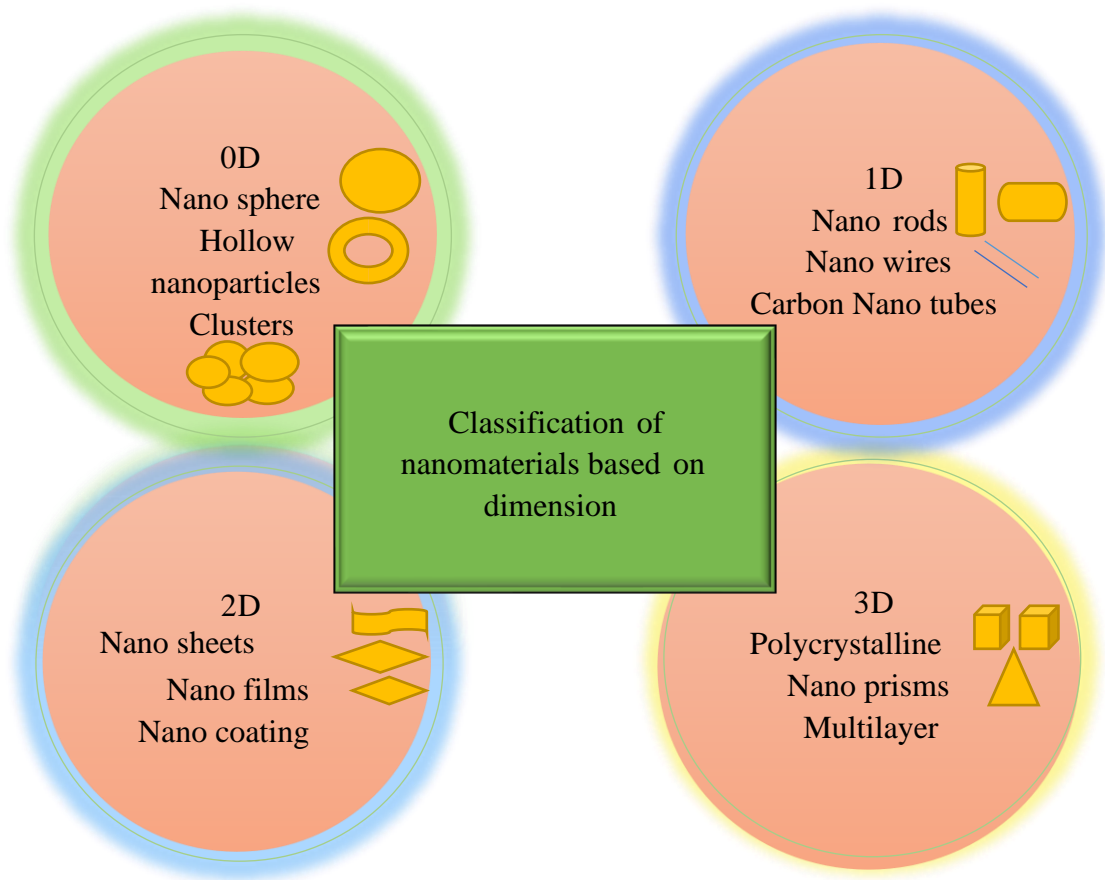 0D
Nano sphere
Hollow
nanoparticles
Clusters
1D
Nano rods
Nano wires
Carbon Nano tubes
Classification of
nanomaterials based on
dimension
2D
Nano sheets
Nano films
Nano coating
3D
Polycrystalline
Nano prisms
Multilayer